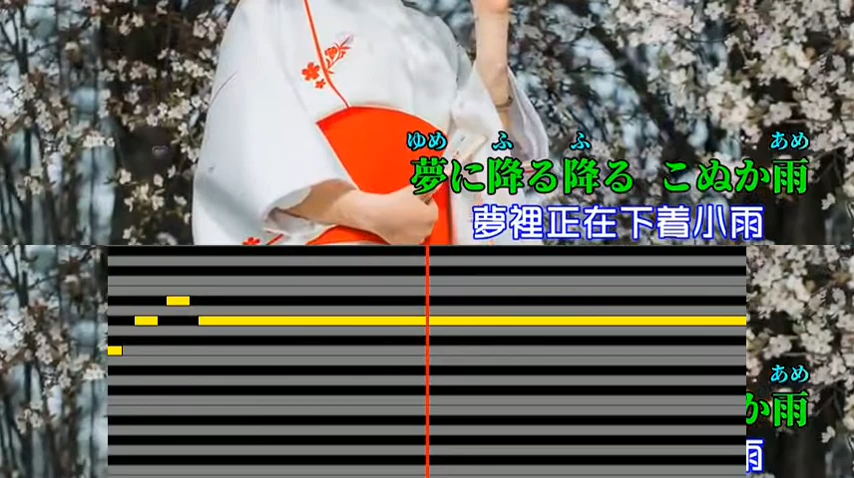 ゆめ ふ ふ あめ
夢に降る降る こぬか雨
夢裡正在下着小雨
あめ
か雨
雨